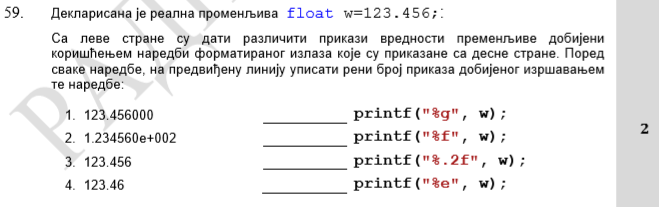 59. Декларисана је реална променљива float w=123.456;
Са леве стране су дати различити прикази вредности пременљиве добијени
коришћењем наредби форматираног излаза које су приказане са десне стране. Поред
сваке наредбе, на предвиђену линију уписати рени број приказа добијеног изршавањем
те наредбе:
1. 123.456000 ________ printf("%g", w);
2. 1.234560e+002 ________ printf("%f", w);
2
3. 123.456 ________ printf("%.2f", w);
4. 123.46 ________ printf("%e", w);